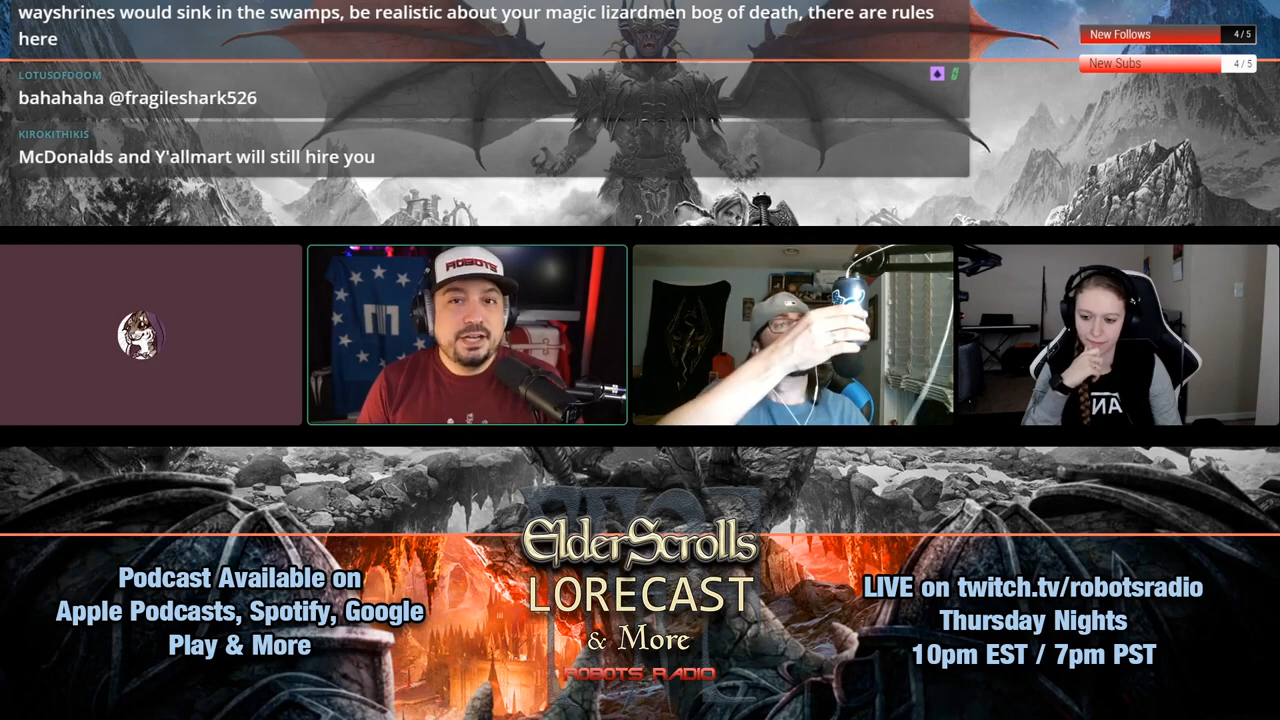 wayshrines would sink in the swamps, be realistic about your magic lizardmen bog of death, there are rules
here
New Follows 4 / 5
New Subs 4 / 5
LOTUSOFDOOM
bahahaha @fragileshark526
KIROKITHIKIS
McDonalds and Y'allmart will still hire you
ROBOTS
ElderScrolls
LORECAST
& More
ROBOTS RADIO
Podcast Available on
Apple Podcasts, Spotify, Google
Play & More
LIVE on twitch.tv/robotsradio
Thursday Nights
10pm EST / 7pm PST